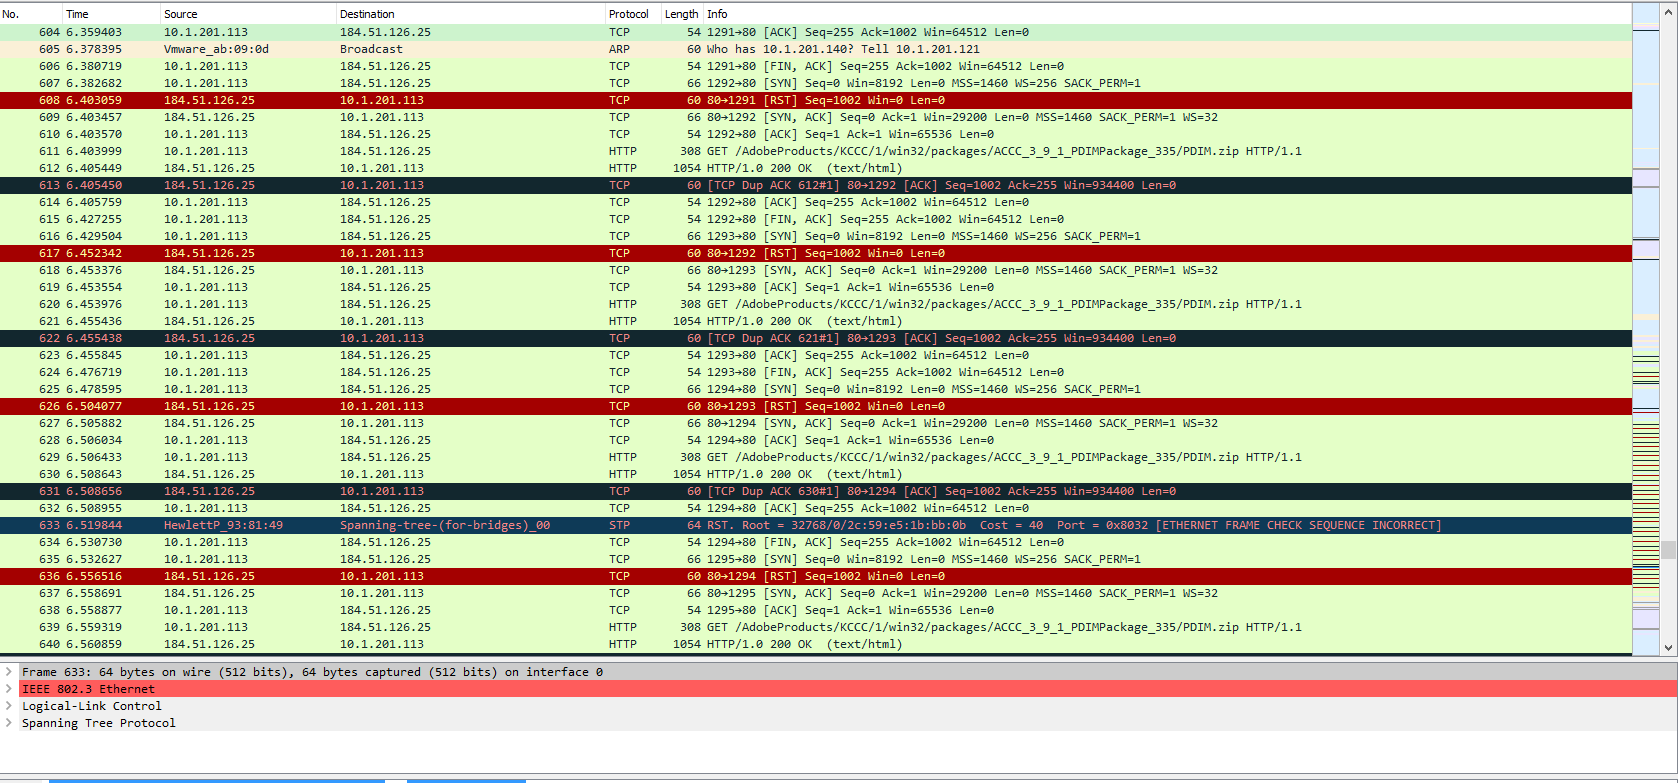 No. Time Source Destination Protocol Length Info
604 6.359403 10.1.201.113 184.51.126.25 TCP 54 1291→80 [ACK] Seq=255 Ack=1002 Win=64512 Len=0
605 6.378395 Vmware_ab:09:0d Broadcast ARP 60 Who has 10.1.201.140? Tell 10.1.201.121
606 6.380719 10.1.201.113 184.51.126.25 TCP 54 1291→80 [FIN, ACK] Seq=255 Ack=1002 Win=64512 Len=0
607 6.382682 10.1.201.113 184.51.126.25 TCP 66 1292→80 [SYN] Seq=0 Win=8192 Len=0 MSS=1460 WS=256 SACK_PERM=1
608 6.403059 184.51.126.25 10.1.201.113 TCP 60 80→1291 [RST] Seq=1002 Win=0 Len=0
609 6.403457 184.51.126.25 10.1.201.113 TCP 66 80→1292 [SYN, ACK] Seq=0 Ack=1 Win=29200 Len=0 MSS=1460 SACK_PERM=1 WS=32
610 6.403570 10.1.201.113 184.51.126.25 TCP 54 1292→80 [ACK] Seq=1 Ack=1 Win=65536 Len=0
611 6.403999 10.1.201.113 184.51.126.25 HTTP 308 GET /AdobeProducts/KCCC/1/win32/packages/ACCC_3_9_1_PDIMPackage_335/PDIM.zip HTTP/1.1
612 6.405449 184.51.126.25 10.1.201.113 HTTP 1054 HTTP/1.0 200 OK (text/html)
613 6.405450 184.51.126.25 10.1.201.113 TCP 60 [TCP Dup ACK 612#1] 80→1292 [ACK] Seq=1002 Ack=255 Win=934400 Len=0
614 6.405759 10.1.201.113 184.51.126.25 TCP 54 1292→80 [ACK] Seq=255 Ack=1002 Win=64512 Len=0
615 6.427255 10.1.201.113 184.51.126.25 TCP 54 1292→80 [FIN, ACK] Seq=255 Ack=1002 Win=64512 Len=0
616 6.429504 10.1.201.113 184.51.126.25 TCP 66 1293→80 [SYN] Seq=0 Win=8192 Len=0 MSS=1460 WS=256 SACK_PERM=1
617 6.452342 184.51.126.25 10.1.201.113 TCP 60 80→1292 [RST] Seq=1002 Win=0 Len=0
618 6.453376 184.51.126.25 10.1.201.113 TCP 66 80→1293 [SYN, ACK] Seq=0 Ack=1 Win=29200 Len=0 MSS=1460 SACK_PERM=1 WS=32
619 6.453554 10.1.201.113 184.51.126.25 TCP 54 1293→80 [ACK] Seq=1 Ack=1 Win=65536 Len=0
620 6.453976 10.1.201.113 184.51.126.25 HTTP 308 GET /AdobeProducts/KCCC/1/win32/packages/ACCC_3_9_1_PDIMPackage_335/PDIM.zip HTTP/1.1
621 6.455436 184.51.126.25 10.1.201.113 HTTP 1054 HTTP/1.0 200 OK (text/html)
622 6.455438 184.51.126.25 10.1.201.113 TCP 60 [TCP Dup ACK 621#1] 80→1293 [ACK] Seq=1002 Ack=255 Win=934400 Len=0
623 6.455845 10.1.201.113 184.51.126.25 TCP 54 1293→80 [ACK] Seq=255 Ack=1002 Win=64512 Len=0
624 6.476719 10.1.201.113 184.51.126.25 TCP 54 1293→80 [FIN, ACK] Seq=255 Ack=1002 Win=64512 Len=0
625 6.478595 10.1.201.113 184.51.126.25 TCP 66 1294→80 [SYN] Seq=0 Win=8192 Len=0 MSS=1460 WS=256 SACK_PERM=1
626 6.504077 184.51.126.25 10.1.201.113 TCP 60 80→1293 [RST] Seq=1002 Win=0 Len=0
627 6.505882 184.51.126.25 10.1.201.113 TCP 66 80→1294 [SYN, ACK] Seq=0 Ack=1 Win=29200 Len=0 MSS=1460 SACK_PERM=1 WS=32
628 6.506034 10.1.201.113 184.51.126.25 TCP 54 1294→80 [ACK] Seq=1 Ack=1 Win=65536 Len=0
629 6.506433 10.1.201.113 184.51.126.25 HTTP 308 GET /AdobeProducts/KCCC/1/win32/packages/ACCC_3_9_1_PDIMPackage_335/PDIM.zip HTTP/1.1
630 6.508643 184.51.126.25 10.1.201.113 HTTP 1054 HTTP/1.0 200 OK (text/html)
631 6.508656 184.51.126.25 10.1.201.113 TCP 60 [TCP Dup ACK 630#1] 80→1294 [ACK] Seq=1002 Ack=255 Win=934400 Len=0
632 6.508955 10.1.201.113 184.51.126.25 TCP 54 1294→80 [ACK] Seq=255 Ack=1002 Win=64512 Len=0
633 6.519844 HewlettP_93:81:49 Spanning-tree-(for-bridges)_00 STP 64 RST. Root = 32768/0/2c:59:e5:1b:bb:0b Cost = 40 Port = 0x8032 [ETHERNET FRAME CHECK SEQUENCE INCORRECT]
634 6.530730 10.1.201.113 184.51.126.25 TCP 54 1294→80 [FIN, ACK] Seq=255 Ack=1002 Win=64512 Len=0
635 6.532627 10.1.201.113 184.51.126.25 TCP 66 1295→80 [SYN] Seq=0 Win=8192 Len=0 MSS=1460 WS=256 SACK_PERM=1
636 6.556516 184.51.126.25 10.1.201.113 TCP 60 80→1294 [RST] Seq=1002 Win=0 Len=0
637 6.558691 184.51.126.25 10.1.201.113 TCP 66 80→1295 [SYN, ACK] Seq=0 Ack=1 Win=29200 Len=0 MSS=1460 SACK_PERM=1 WS=32
638 6.558877 10.1.201.113 184.51.126.25 TCP 54 1295→80 [ACK] Seq=1 Ack=1 Win=65536 Len=0
639 6.559319 10.1.201.113 184.51.126.25 HTTP 308 GET /AdobeProducts/KCCC/1/win32/packages/ACCC_3_9_1_PDIMPackage_335/PDIM.zip HTTP/1.1
640 6.560859 184.51.126.25 10.1.201.113 HTTP 1054 HTTP/1.0 200 OK (text/html)
Frame 633: 64 bytes on wire (512 bits), 64 bytes captured (512 bits) on interface 0
IEEE 802.3 Ethernet
Logical-Link Control
Spanning Tree Protocol